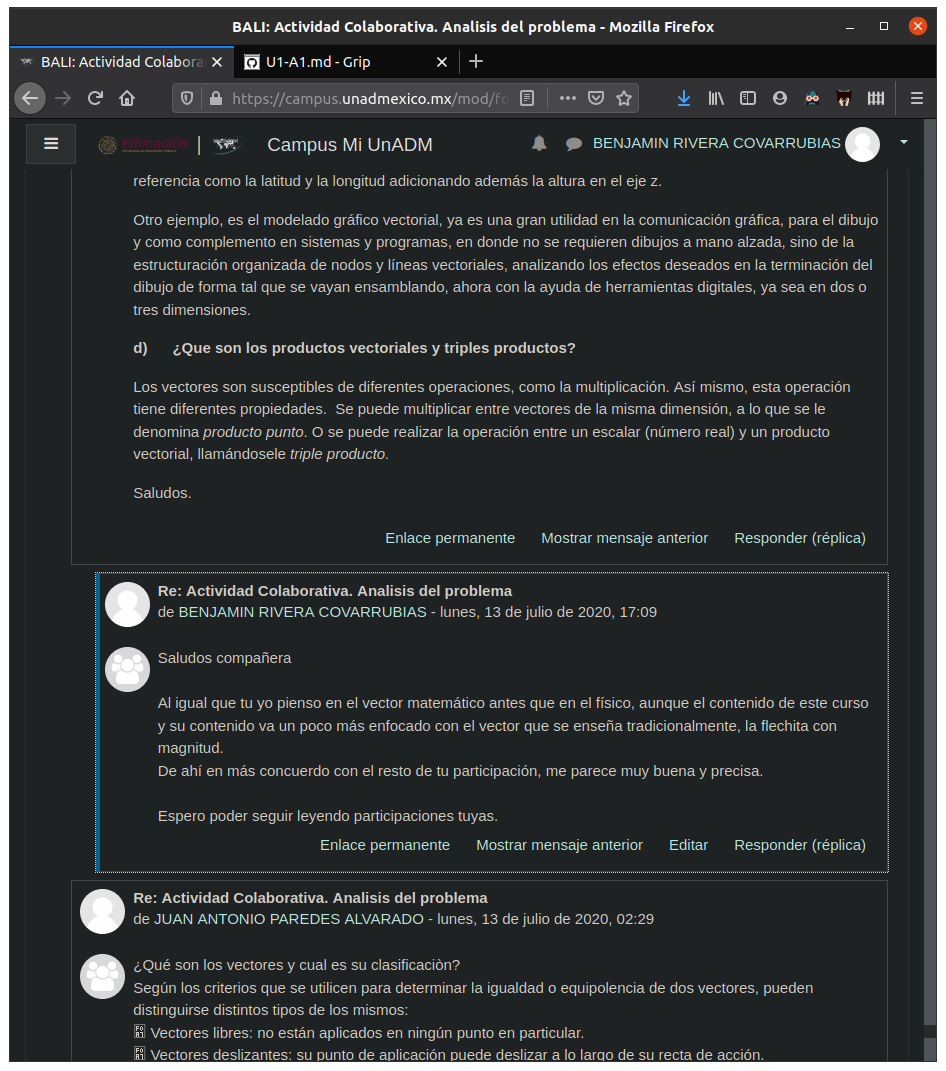 BALI: Actividad Colaborativa. Analisis del problema - Mozilla Firefox
BALI: Actividad Colabora
U1-A1.md - Grip
https://campus.unadmexico.mx/mod/fo
EDUCACIÓN
Campus Mi UnADM
BENJAMIN RIVERA COVARRUBIAS
referencia como la latitud y la longitud adicionando además la altura en el eje z.
Otro ejemplo, es el modelado gráfico vectorial, ya es una gran utilidad en la comunicación gráfica, para el dibujo
y como complemento en sistemas y programas, en donde no se requieren dibujos a mano alzada, sino de la
estructuración organizada de nodos y líneas vectoriales, analizando los efectos deseados en la terminación del
dibujo de forma tal que se vayan ensamblando, ahora con la ayuda de herramientas digitales, ya sea en dos o
tres dimensiones.
d) ¿Que son los productos vectoriales y triples productos?
Los vectores son susceptibles de diferentes operaciones, como la multiplicación. Así mismo, esta operación
tiene diferentes propiedades. Se puede multiplicar entre vectores de la misma dimensión, a lo que se le
denomina producto punto. O se puede realizar la operación entre un escalar (número real) y un producto
vectorial, llamándosele triple producto.
Saludos.
Enlace permanente Mostrar mensaje anterior Responder (réplica)
Re: Actividad Colaborativa. Analisis del problema
de BENJAMIN RIVERA COVARRUBIAS - lunes, 13 de julio de 2020, 17:09
Saludos compañera
Al igual que tu yo pienso en el vector matemático antes que en el físico, aunque el contenido de este curso
y su contenido va un poco más enfocado con el vector que se enseña tradicionalmente, la flechita con
magnitud.
De ahí en más concuerdo con el resto de tu participación, me parece muy buena y precisa.
Espero poder seguir leyendo participaciones tuyas.
Enlace permanente Mostrar mensaje anterior Editar Responder (réplica)
Re: Actividad Colaborativa. Analisis del problema
de JUAN ANTONIO PAREDES ALVARADO - lunes, 13 de julio de 2020, 02:29
¿Qué son los vectores y cual es su clasificaciòn?
Según los criterios que se utilicen para determinar la igualdad o equipolencia de dos vectores, pueden
distinguirse distintos tipos de los mismos:
Vectores libres: no están aplicados en ningún punto en particular.
Vectores deslizantes: su punto de aplicación puede deslizar a lo largo de su recta de acción.